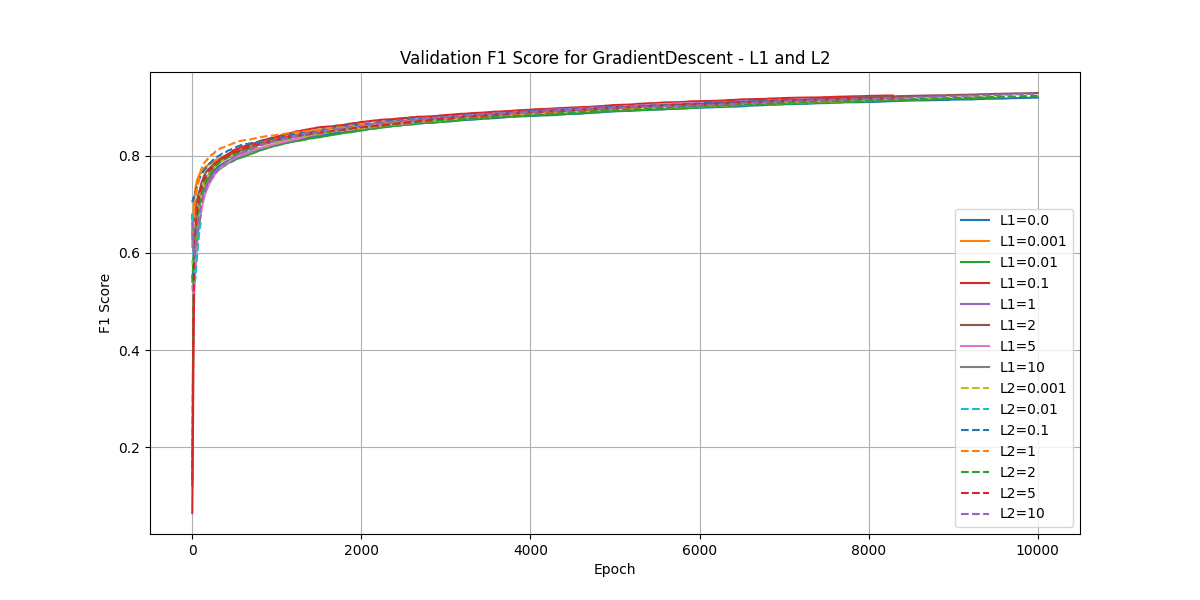 Validation F1 Score for GradientDescent - L1 and L2
0.8
0.6
0.4
0.2
F1 Score
0
2000
4000
6000
8000
10000
Epoch
L1=0.0
L1=0.001
L1=0.01
L1=0.1
L1=1
L1=2
L1=5
L1=10
L2=0.001
L2=0.01
L2=0.1
L2=1
L2=2
L2=5
L2=10